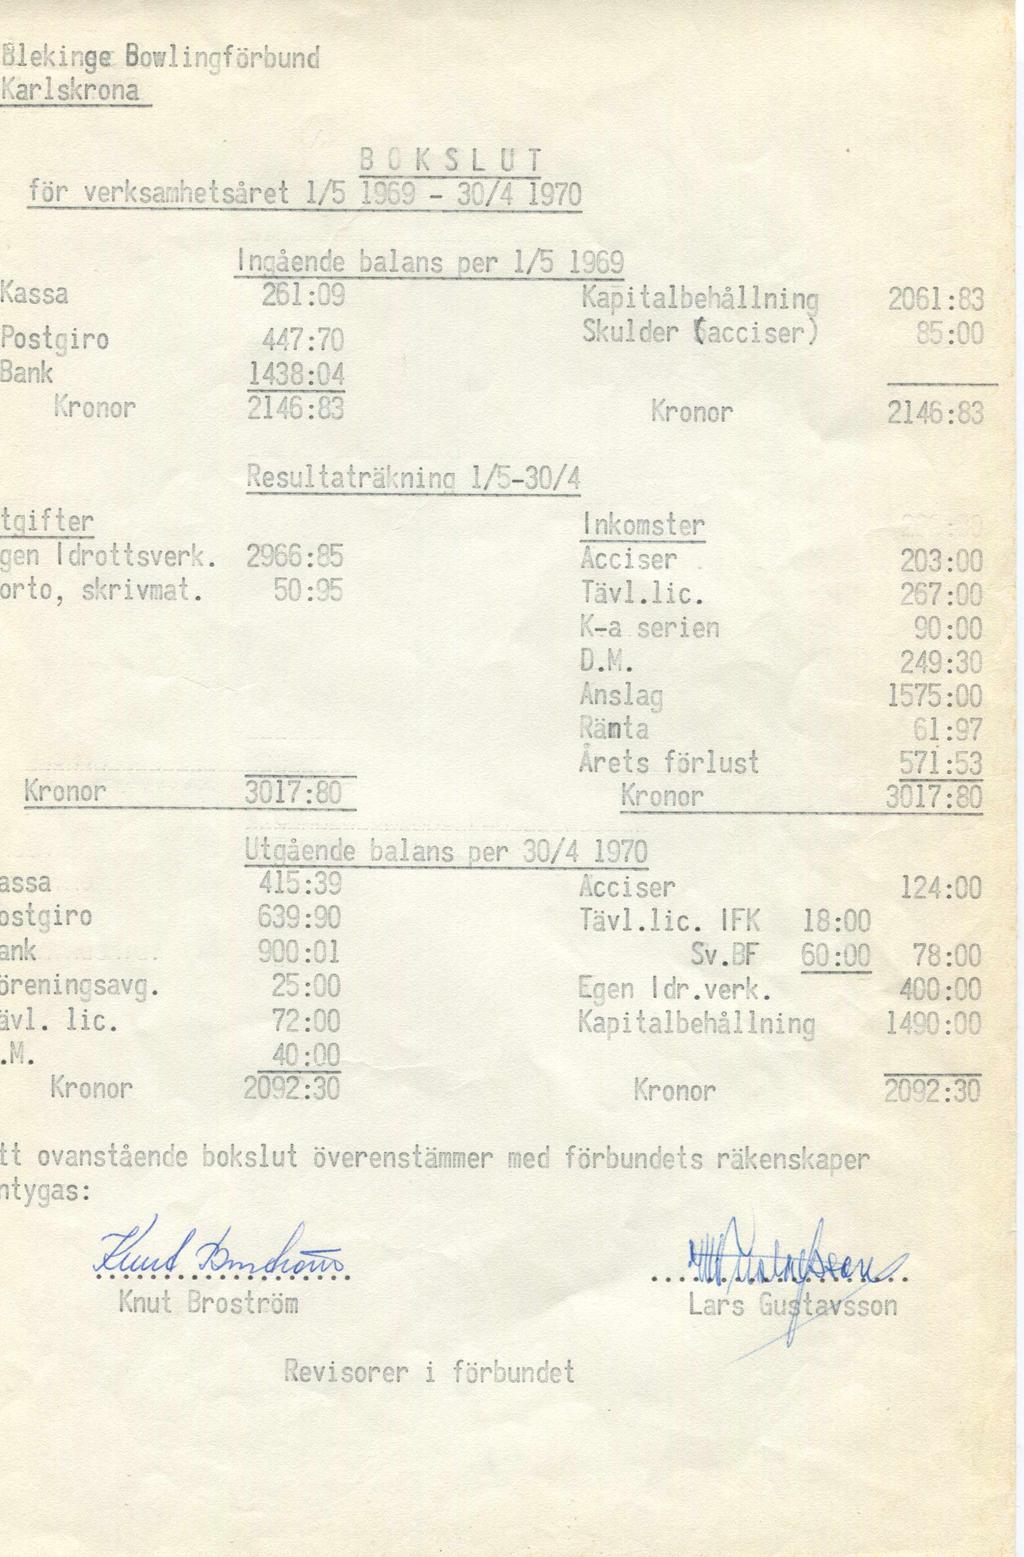 Blekinge Bowlingförbund
Karlskrona
B O K S L U T
för verksamhetsåret 1/5 1969 - 30/4 1970
Ingående balans per 1/5 1969
Kassa 261:09 Kapitalbehållning 2061:83
Postgiro 447:70 Skulder (acciser) 85:00
Bank 1438:04
Kronor 2146:83 Kronor 2146:83
Resultaträkning 1/5-30/4
tgifter Inkomster
gen Idrottsverk. 2966:85 Acciser 203:00
orto, skrivmat. 50:95 Tävl.lic. 267:00
K-a serien 90:00
D.M. 249:30
Anslag 1575:00
Ränta 61:97
Årets förlust 571:53
Kronor 3017:80 Kronor 3017:80
Utgående balans per 30/4 1970
assa 415:39 Acciser 124:00
ostgiro 639:90 Tävl.lic. IFK 18:00
ank 900:01 Sv.BF 60:00 78:00
öreningsavg. 25:00 Egen Idr.verk. 400:00
ävl. lic. 72:00 Kapitalbehållning 1490:00
.M. 40:00
Kronor 2092:30 Kronor 2092:30
tt ovanstående bokslut överenstämmer med förbundets räkenskaper
ntygas:
Knut Broström
Knut Broström Lars Gustavsson
Revisorer i förbundet